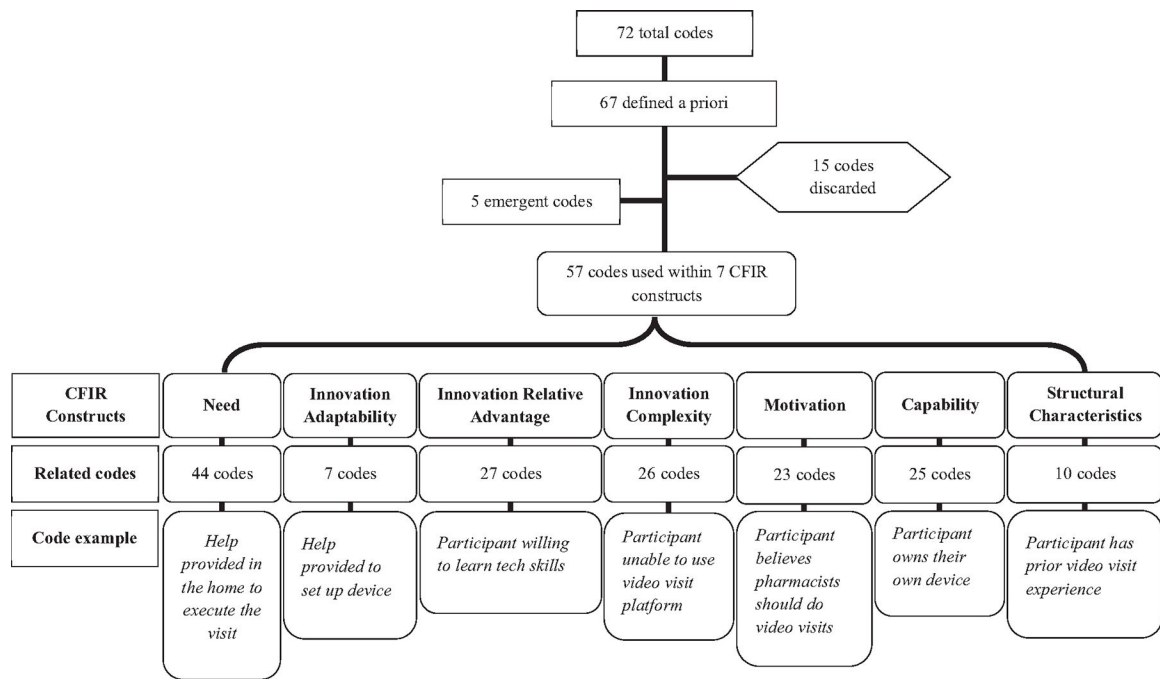 72 total codes
67 defined a priori
15 codes
discarded
5 emergent codes
57 codes used within 7 CFIR
constructs
CFIR
Constructs
Need
Innovation
Adaptability
Innovation Relative
Advantage
Innovation
Complexity
Motivation
Capability
Structural
Characteristics
Related codes
44 codes
7 codes
27 codes
26 codes
23 codes
25 codes
10 codes
Code example
Help
provided in
the home to
execute the
visit
Help
provided to
set up device
Participant willing
to learn tech skills
Participant
unable to use
video visit
platform
Participant
believes
pharmacists
should do
video visits
Participant
owns their
own device
Participant has
prior video visit
experience